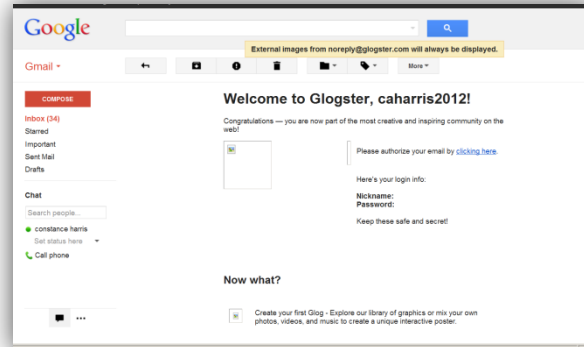 Google
External images from noreply@glogster.com will always be displayed.
Gmail
More
COMPOSE
Inbox (34)
Starred
Important
Sent Mail
Drafts
Chat
Search people...
constance harris
Set status here
Call phone
Welcome to Glogster, caharris2012!
Congratulations — you are now part of the most creative and inspiring community on the
web!
Please authorize your email by clicking here.
Here's your login info:
Nickname:
Password:
Keep these safe and secret!
Now what?
Create your first Glog - Explore our library of graphics or mix your own
photos, videos, and music to create a unique interactive poster.